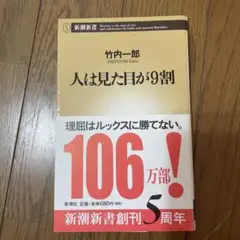 新潮新書
竹内一郎
TAKEUCHI Ichiro
人は見た目が9割
理屈はルックスに勝てない。
106万部!
新潮社 定価:本体680円(税別)
新潮新書創刊5周年